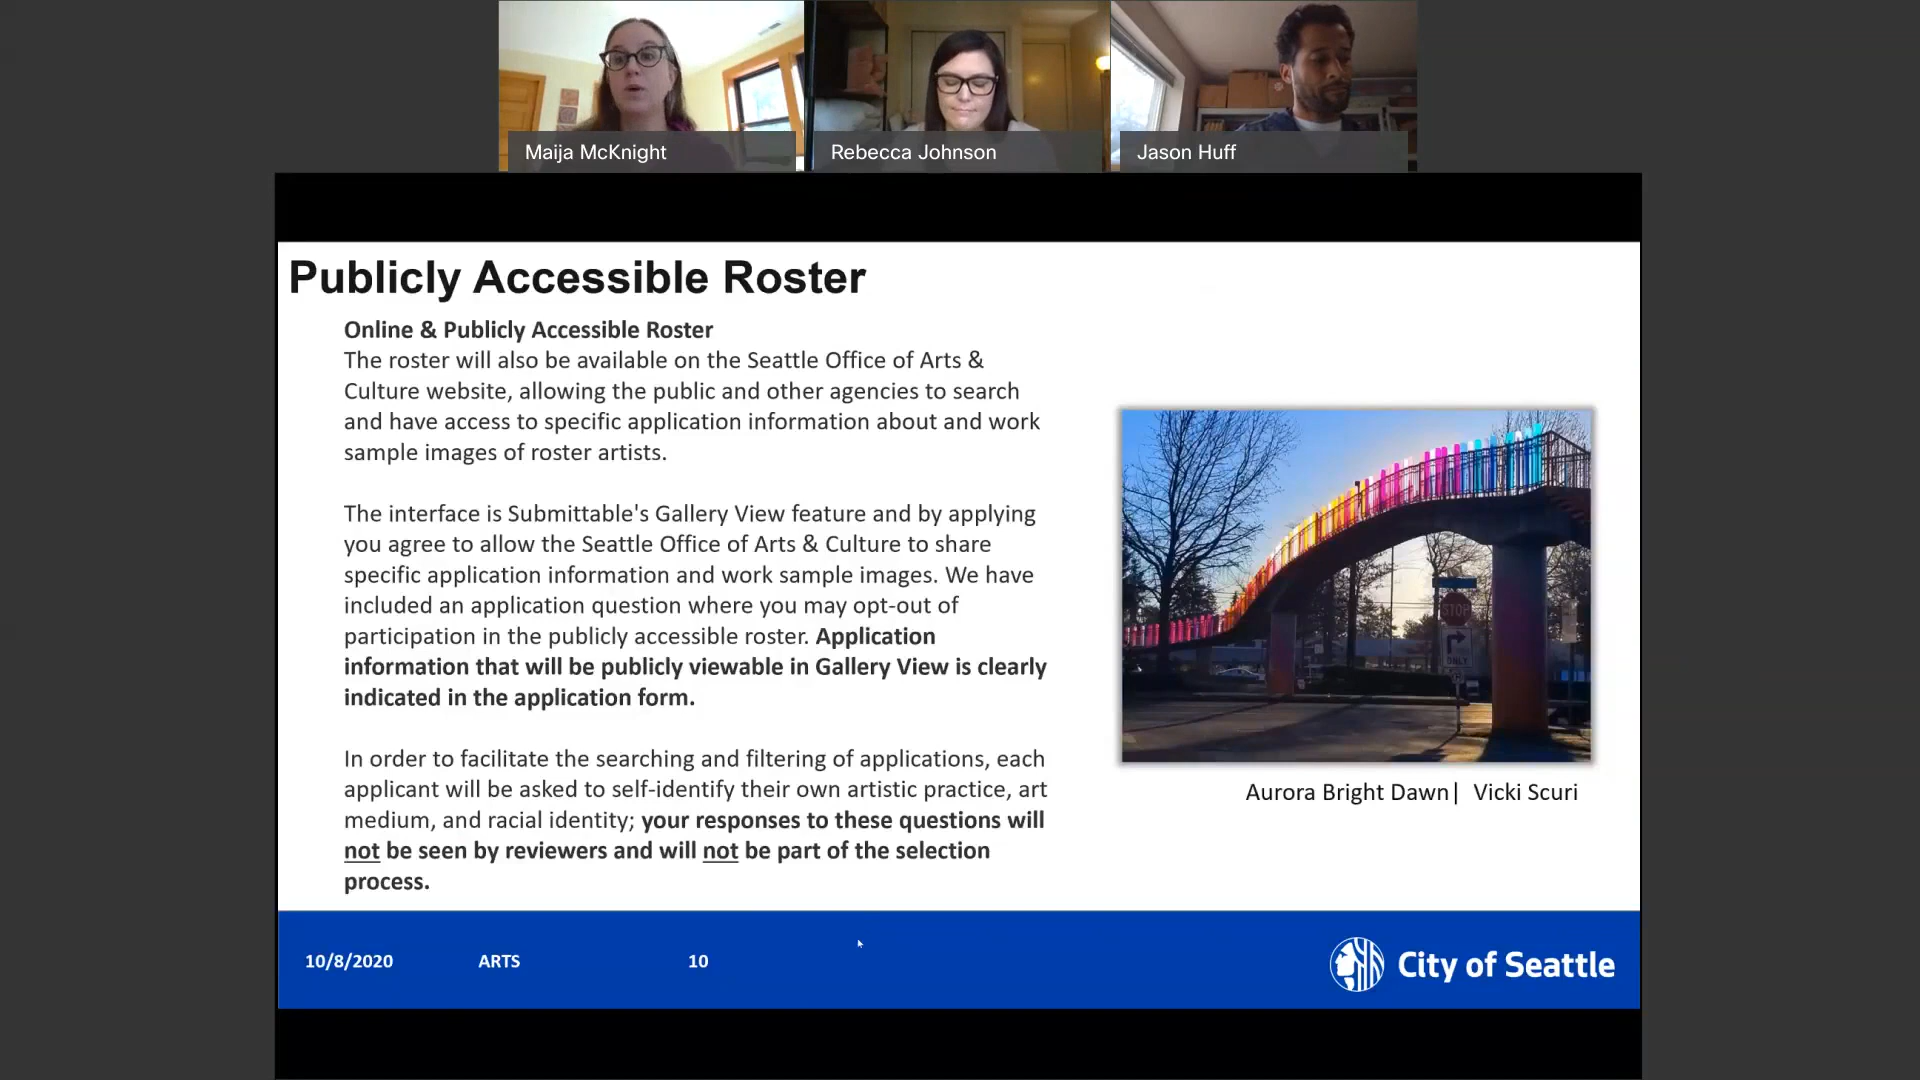 Maija McKnight
Rebecca Johnson
Jason Huff
Publicly Accessible Roster
Online & Publicly Accessible Roster
The roster will also be available on the Seattle Office of Arts &
Culture website, allowing the public and other agencies to search
and have access to specific application information about and work
sample images of roster artists.
The interface is Submittable's Gallery View feature and by applying
you agree to allow the Seattle Office of Arts & Culture to share
specific application information and work sample images. We have
included an application question where you may opt-out of
participation in the publicly accessible roster. Application
information that will be publicly viewable in Gallery View is clearly
indicated in the application form.
In order to facilitate the searching and filtering of applications, each
applicant will be asked to self-identify their own artistic practice, art
medium, and racial identity; your responses to these questions will
not be seen by reviewers and will not be part of the selection
process.
STOP
ONLY
Aurora Bright Dawn| Vicki Scuri
10/8/2020
ARTS
10
City of Seattle